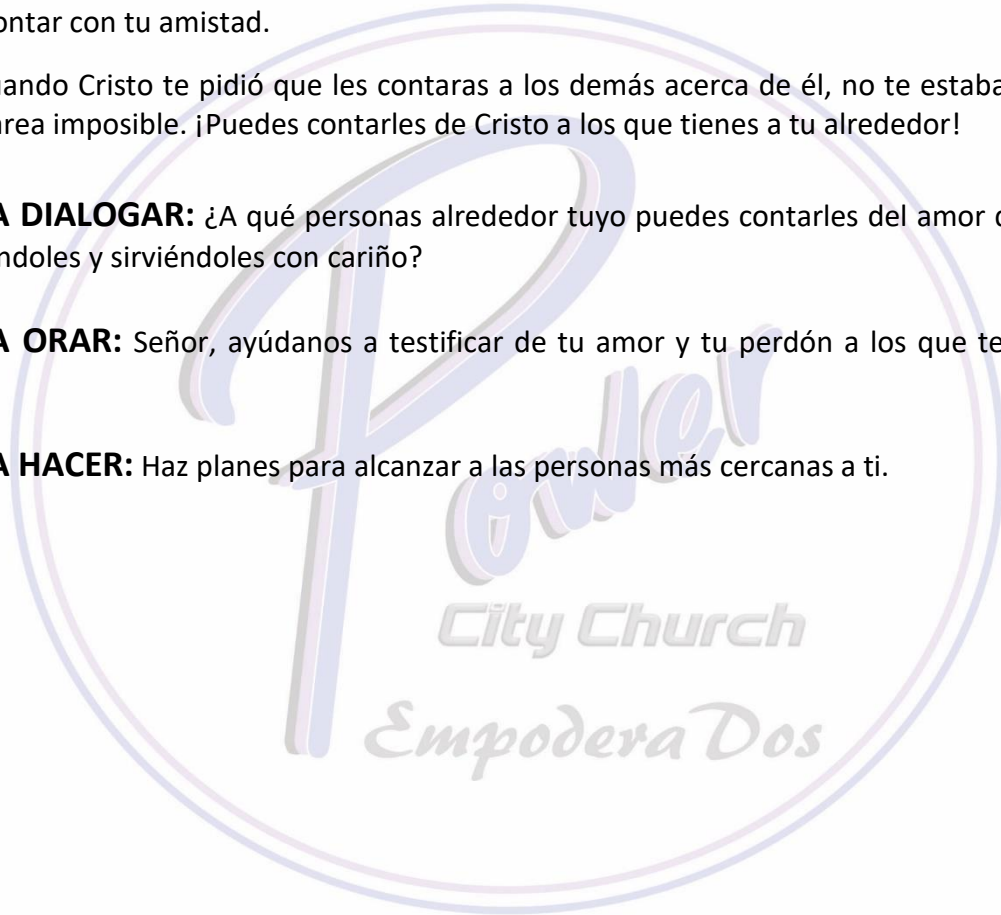 ontar con tu amistad.
uando Cristo te pidió que les contaras a los demás acerca de él, no te estaba
rea imposible. ¡Puedes contarles de Cristo a los que tienes a tu alrededor!
A DIALOGAR: ¿A qué personas alrededor tuyo puedes contarles del amor
ndoles y sirviéndoles con cariño?
A ORAR: Señor, ayúdanos a testificar de tu amor y tu perdón a los que te
A HACER: Haz planes para alcanzar a las personas más cercanas a ti.
Power
City Church
EmpoderaDos